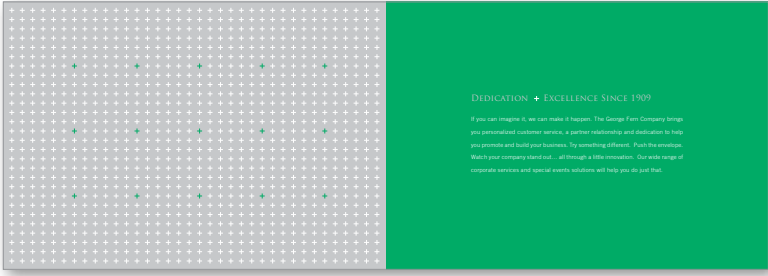 Dedication + Excellence Since 1909
If you can imagine it, we can make it happen. The George Fern Company brings
you personalized customer service, a partner relationship and dedication to help
you promote and build your business. Try something different. Push the envelope.
Watch your company stand out... all through a little innovation. Our wide range of
corporate services and special events solutions will help you do just that.